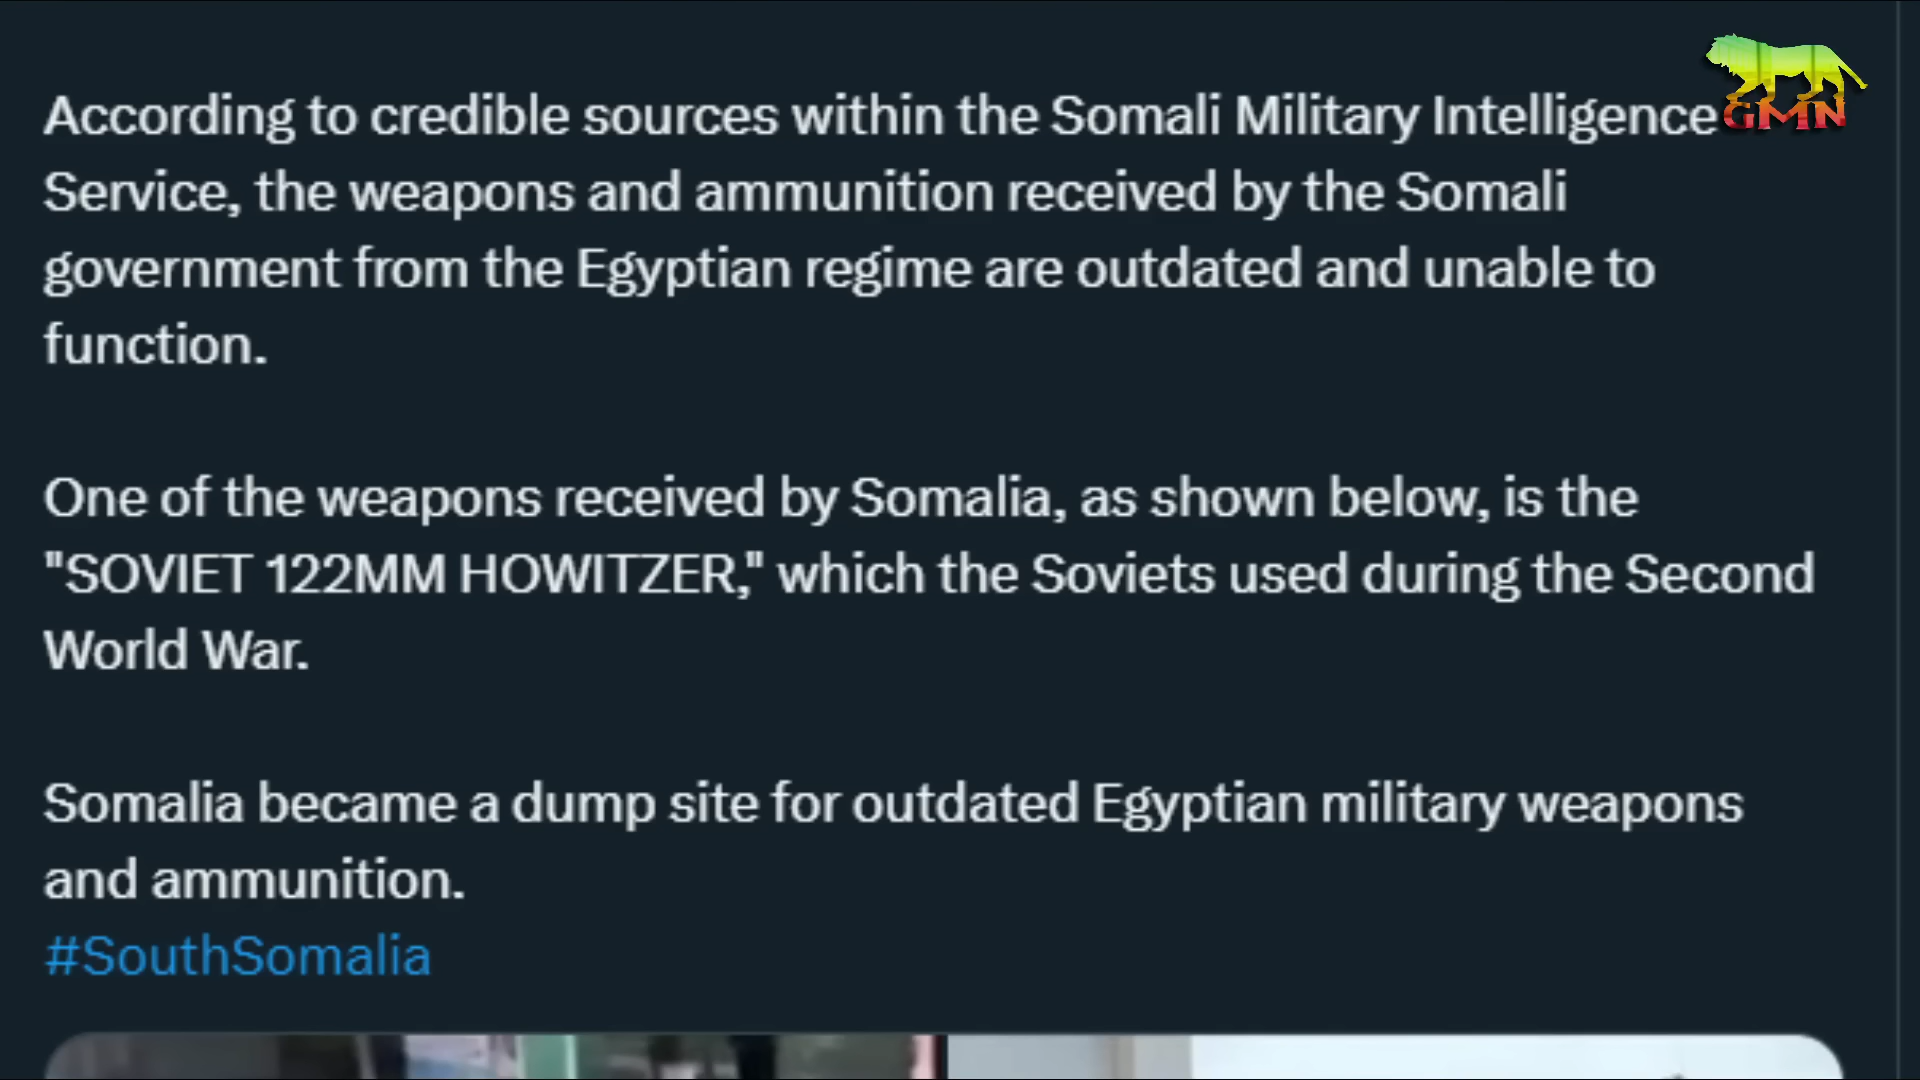 According to credible sources within the Somali Military Intelligence
Service, the weapons and ammunition received by the Somali
government from the Egyptian regime are outdated and unable to
function.
One of the weapons received by Somalia, as shown below, is the
"SOVIET 122MM HOWITZER," which the Soviets used during the Second
World War.
Somalia became a dump site for outdated Egyptian military weapons
and ammunition.
#SouthSomalia
GMN